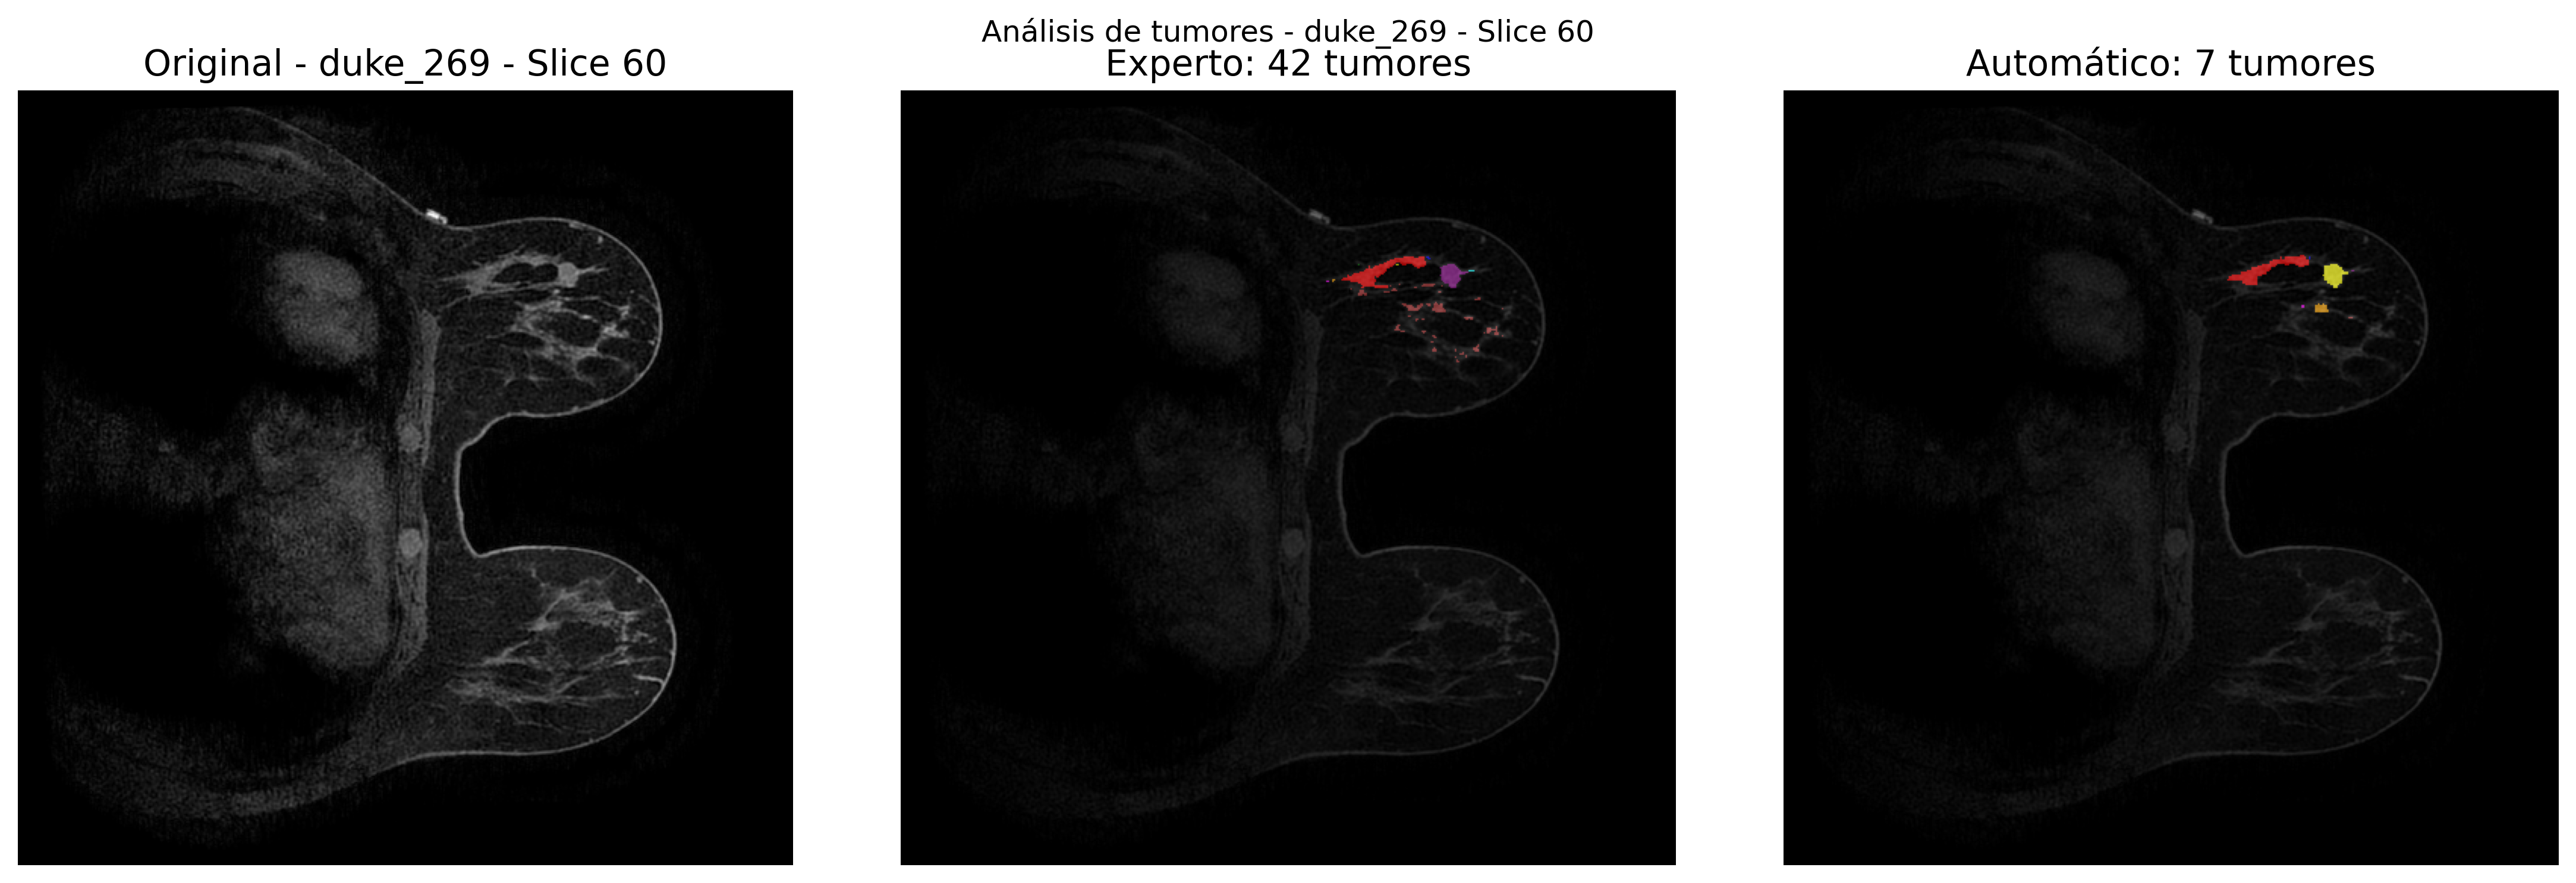 Análisis de tumores - duke_269 - Slice 60
Original - duke_269 - Slice 60
Experto: 42 tumores
Automático: 7 tumores